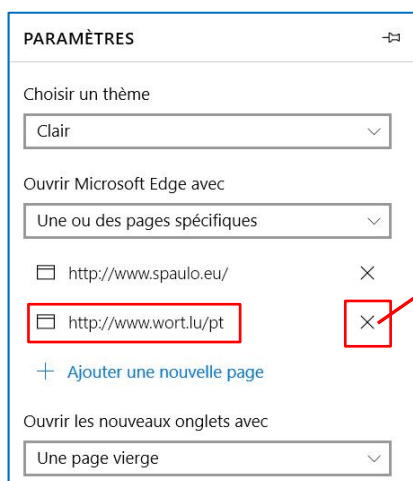 PARAMÈTRES
Choisir un thème
Clair
Ouvrir Microsoft Edge avec
Une ou des pages spécifiques
http://www.spaulo.eu/
http://www.wort.lu/pt
Ajouter une nouvelle page
Ouvrir les nouveaux onglets avec
Une page vierge